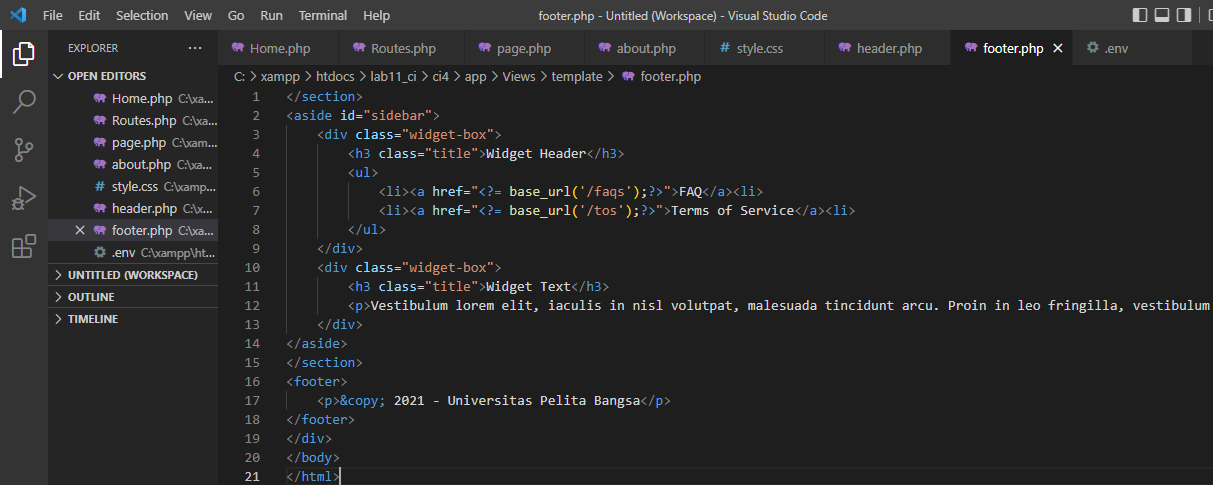 File Edit Selection View Go Run Terminal Help footer.php - Untitled (Workspace) - Visual Studio Code
EXPLORER ...
Home.php Routes.php page.php about.php style.css header.php footer.php .env
OPEN EDITORS
Home.php C:\xa...
Routes.php C:\xa...
page.php C:\xam...
about.php C:\xa...
style.css C:\xamp...
header.php C:\x...
footer.php C:\xa...
.env C:\xampp\ht...
UNTITLED (WORKSPACE)
OUTLINE
TIMELINE
C: > xampp > htdocs > lab11_ci > ci4 > app > Views > template > footer.php
1 </section>
2 <aside id="sidebar">
3 <div class="widget-box">
4 <h3 class="title">Widget Header</h3>
5 <ul>
6 <li><a href="<?= base_url('/faqs');?>">FAQ</a><li>
7 <li><a href="<?= base_url('/tos');?>">Terms of Service</a><li>
8 </ul>
9 </div>
10 <div class="widget-box">
11 <h3 class="title">Widget Text</h3>
12 <p>Vestibulum lorem elit, iaculis in nisl volutpat, malesuada tincidunt arcu. Proin in leo fringilla, vestibulum
13 </div>
14 </aside>
15 </section>
16 <footer>
17 <p>&copy; 2021 - Universitas Pelita Bangsa</p>
18 </footer>
19 </div>
20 </body>
21 </html>